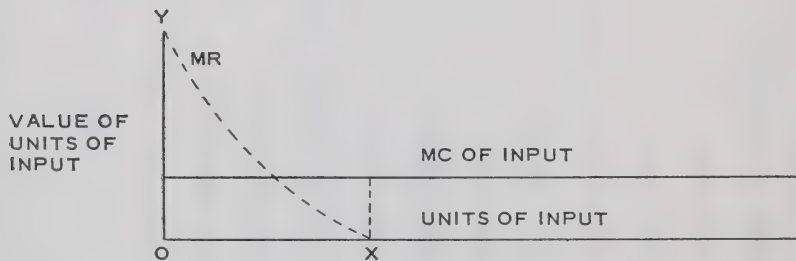 Y
MR
VALUE OF
UNITS OF
INPUT
MC OF INPUT
UNITS OF INPUT
O
X